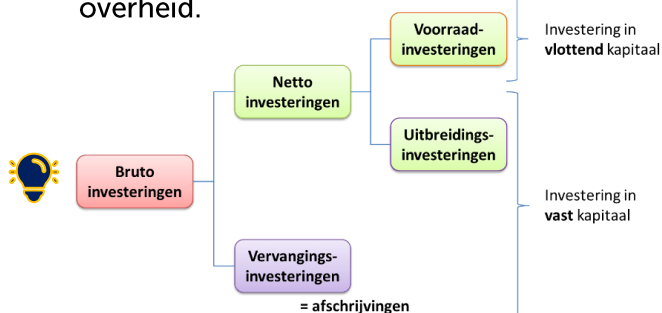 overheid.
Voorraad-
investeringen
Investering in
vlottend kapitaal
Netto
investeringen
Uitbreidings-
investeringen
Bruto
investeringen
Investering in
vast kapitaal
Vervangings-
investeringen
= afschrijvingen